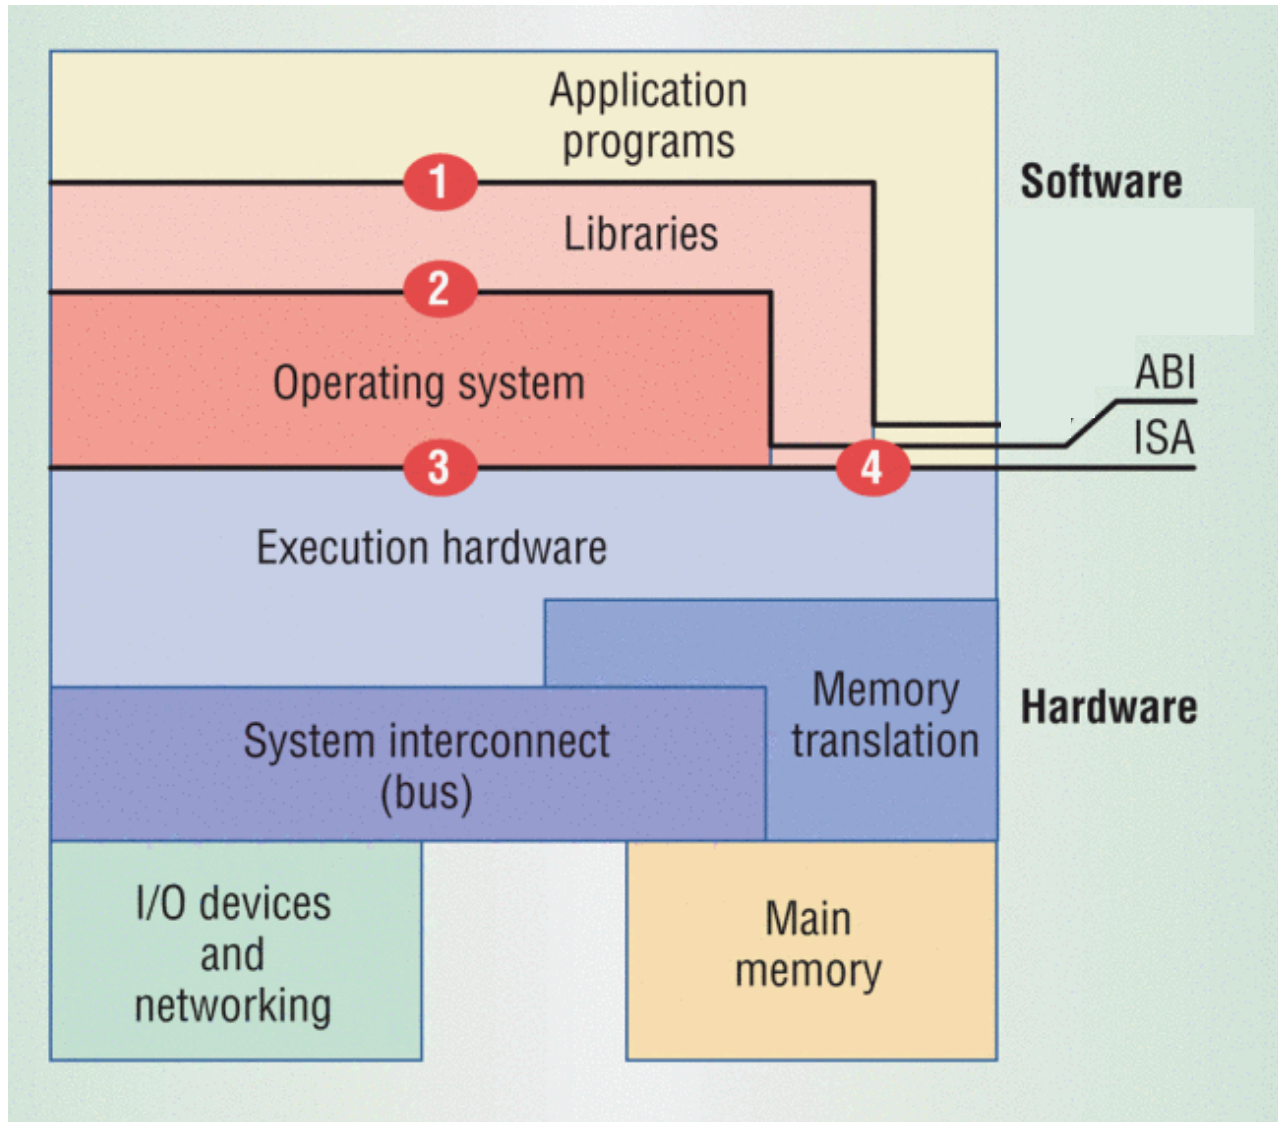 Application
programs
1
Software
Libraries
2
ABI
Operating system
ISA
3
4
Execution hardware
Memory
translation
Hardware
System interconnect
(bus)
I/O devices
and
networking
Main
memory